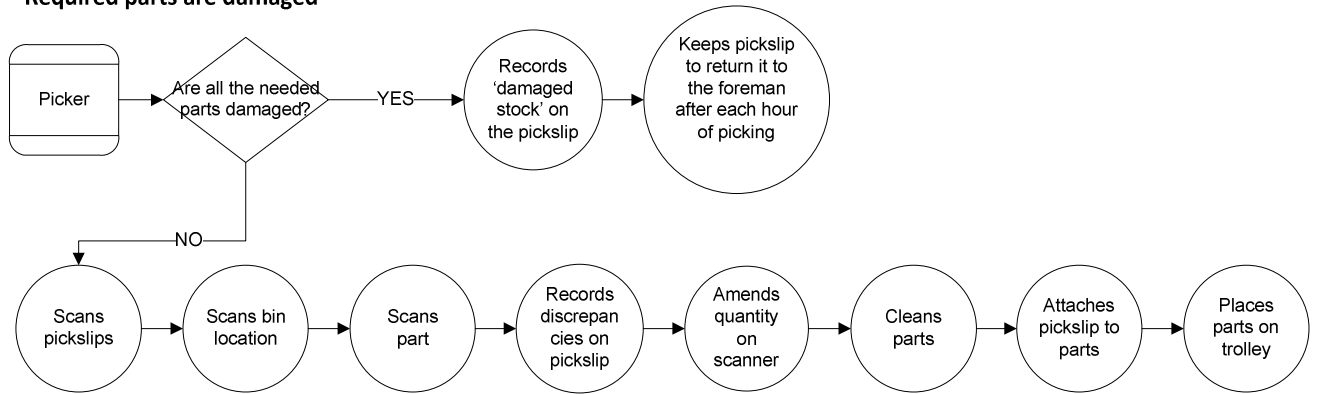 Required parts are damaged
Picker
Are all the needed
parts damaged?
YES
Records
‘damaged
stock’ on
the pickslip
Keeps pickslip
to return it to
the foreman
after each hour
of picking
NO
Scans
pickslips
Scans bin
location
Scans
part
Records
discrepan
cies on
pickslip
Amends
quantity
on
scanner
Cleans
parts
Attaches
pickslip to
parts
Places
parts on
trolley